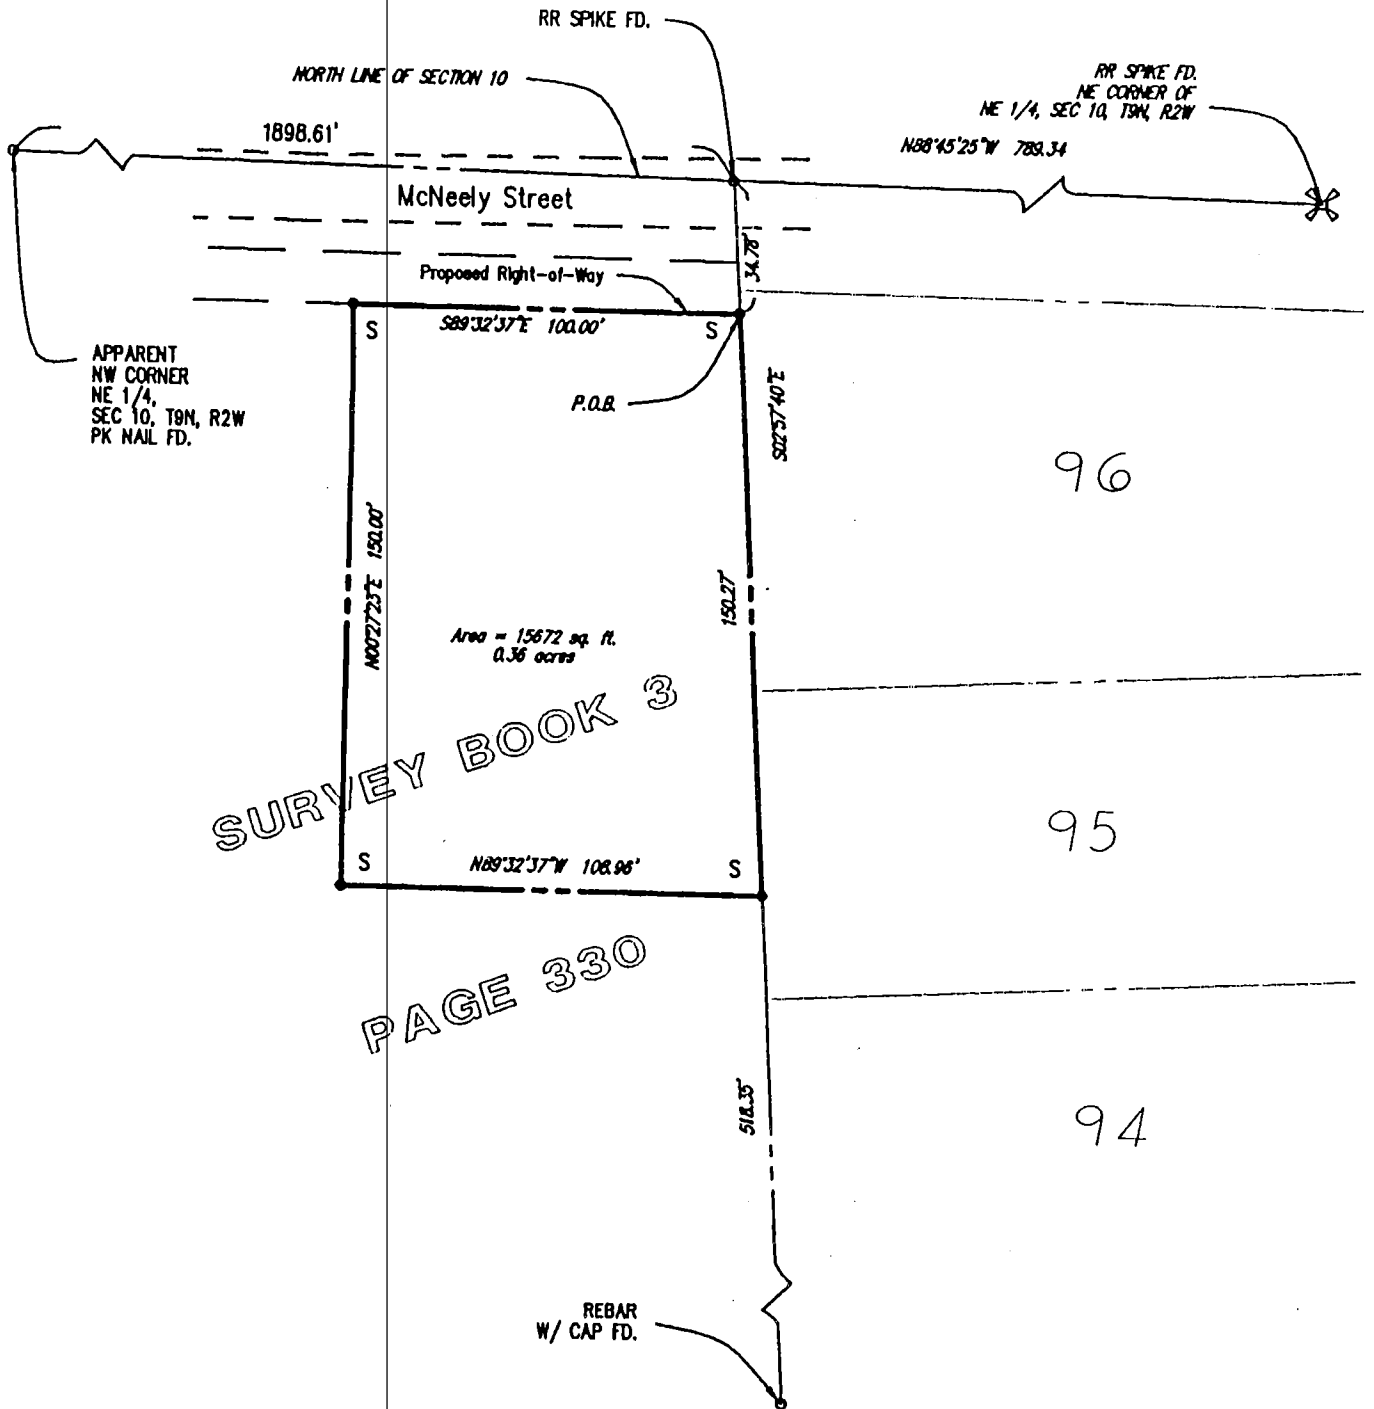 RR SPIKE FD.
NORTH LINE OF SECTION 10
RR SPIKE FD.
NE CORNER OF
NE 1/4, SEC 10, T9N, R2W
1898.61'
N88°45'25"W 789.34
McNeely Street
34.78'
Proposed Right-of-Way
S89°32'37"E 100.00'
S
S
APPARENT
NW CORNER
NE 1/4,
SEC 10, T9N, R2W
PK NAIL FD.
P.O.B.
S02°57'40"E
96
N00°27'23"E 150.00'
150.27'
Area = 15672 sq. ft.
0.36 acres
SURVEY BOOK 3
95
S
N89°32'37"W 108.96'
S
PAGE 330
518.35'
94
REBAR
W/ CAP FD.